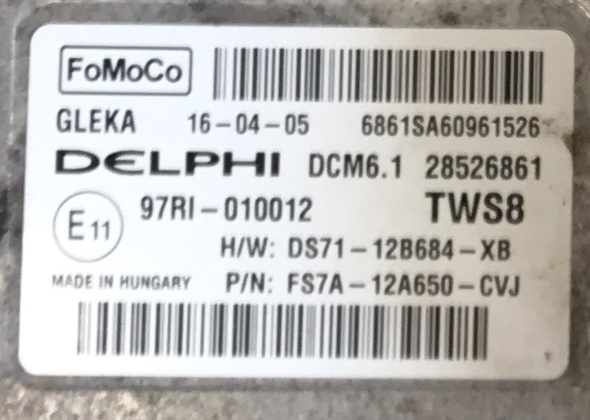 FoMoCo
GLEKA 16-04-05 6861SA60961526
DELPHI DCM6.1 28526861
E11 97RI-010012 TWS8
H/W: DS71-12B684-XB
MADE IN HUNGARY P/N: FS7A-12A650-CVJ